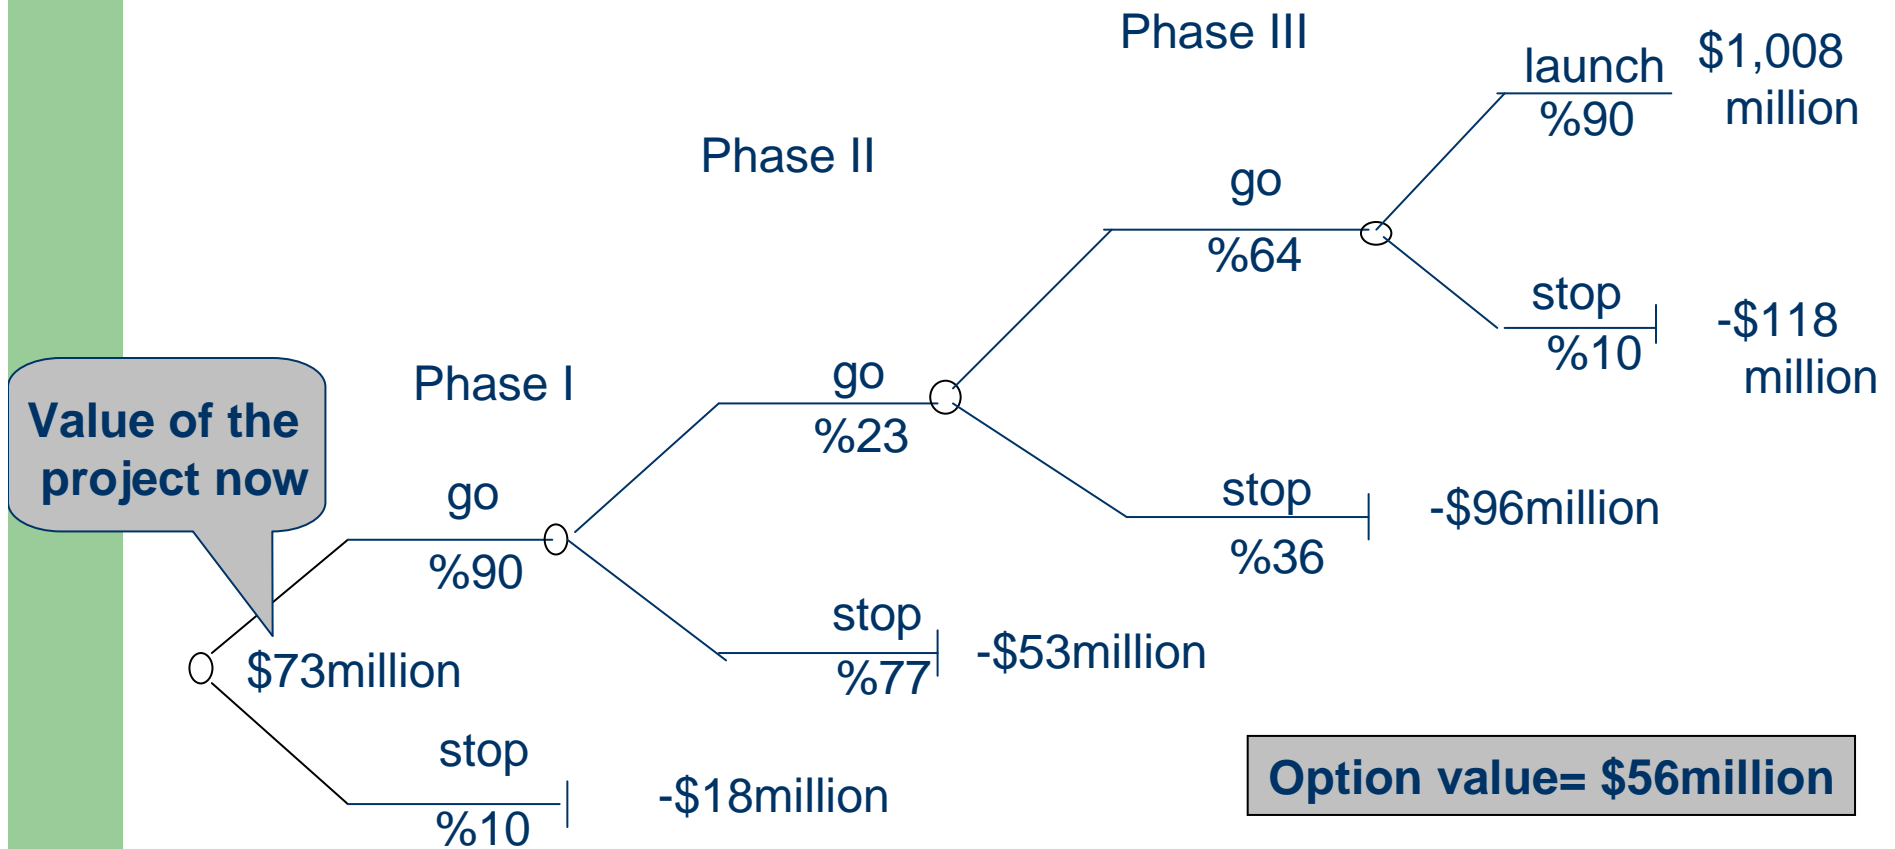 Phase III
launch
$1,008
million
%90
Phase II
go
%64
stop
-$118
million
%10
Phase I
go
%23
Value of the
project now
go
%90
stop
-$96million
%36
stop
-$53million
%77
$73million
stop
-$18million
%10
Option value= $56million